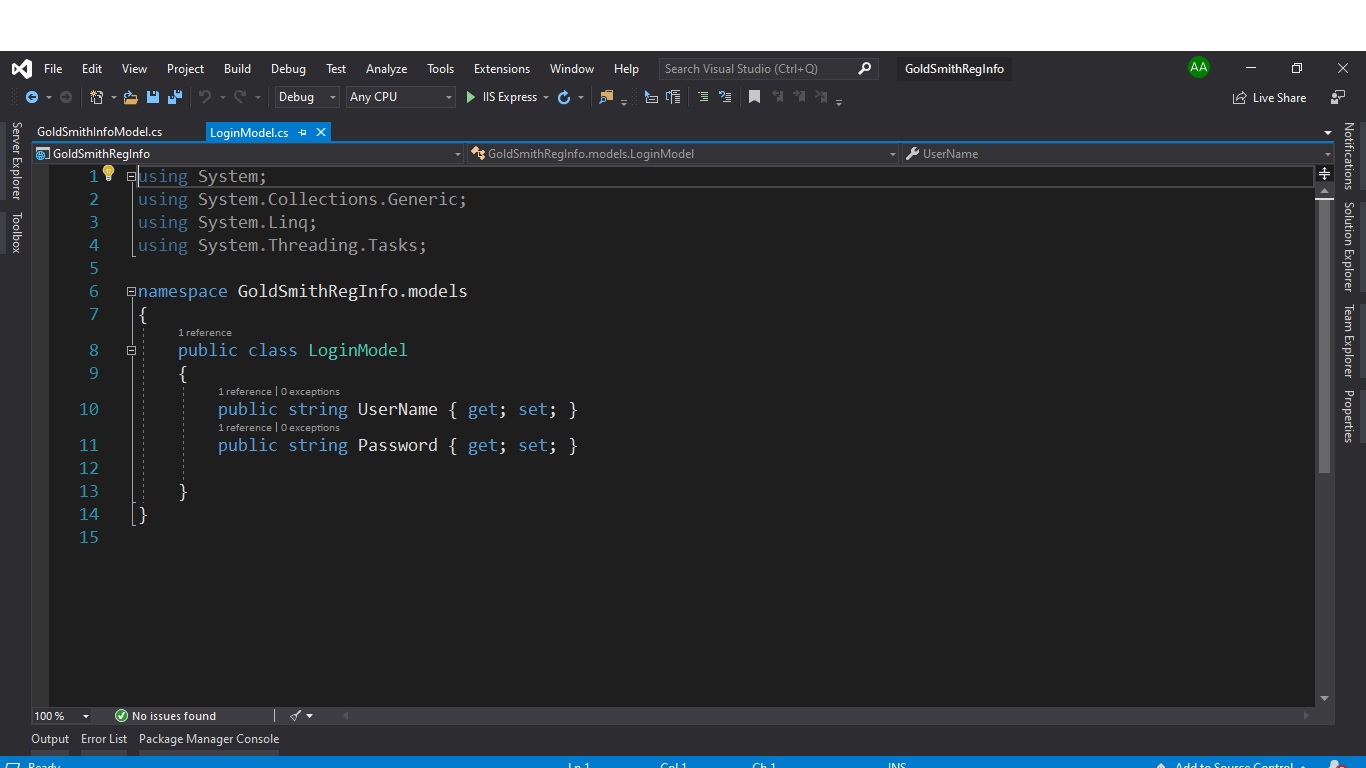 File Edit View Project Build Debug Test Analyze Tools Extensions Window Help Search Visual Studio (Ctrl+Q) GoldSmithRegInfo AA
Debug Any CPU IIS Express Live Share
Server Explorer
Toolbox
GoldSmithInfoModel.cs LoginModel.cs
GoldSmithRegInfo GoldSmithRegInfo.models.LoginModel UserName
1 using System;
2 using System.Collections.Generic;
3 using System.Linq;
4 using System.Threading.Tasks;
5
6 namespace GoldSmithRegInfo.models
7 {
1 reference
8 public class LoginModel
9 {
1 reference | 0 exceptions
10 public string UserName { get; set; }
1 reference | 0 exceptions
11 public string Password { get; set; }
12
13 }
14 }
15
Notifications
Solution Explorer
Team Explorer
Properties
100 % No issues found
Output Error List Package Manager Console
Ready Ln 1 Col 1 Ch 1 INS Add to Source Control